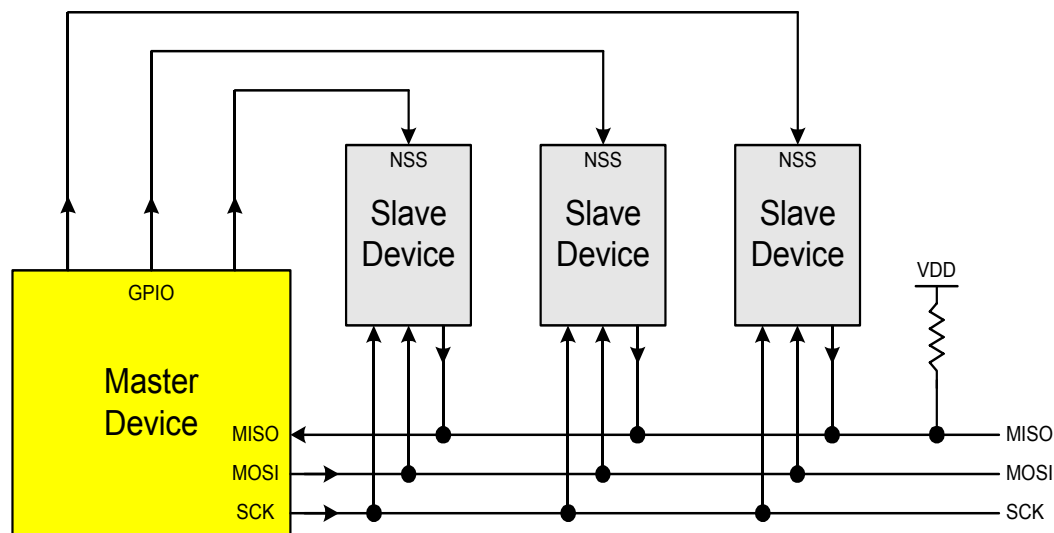 NSS
Slave
Device
NSS
Slave
Device
NSS
Slave
Device
VDD
GPIO
Master
Device
MISO
MOSI
SCK
MISO
MOSI
SCK